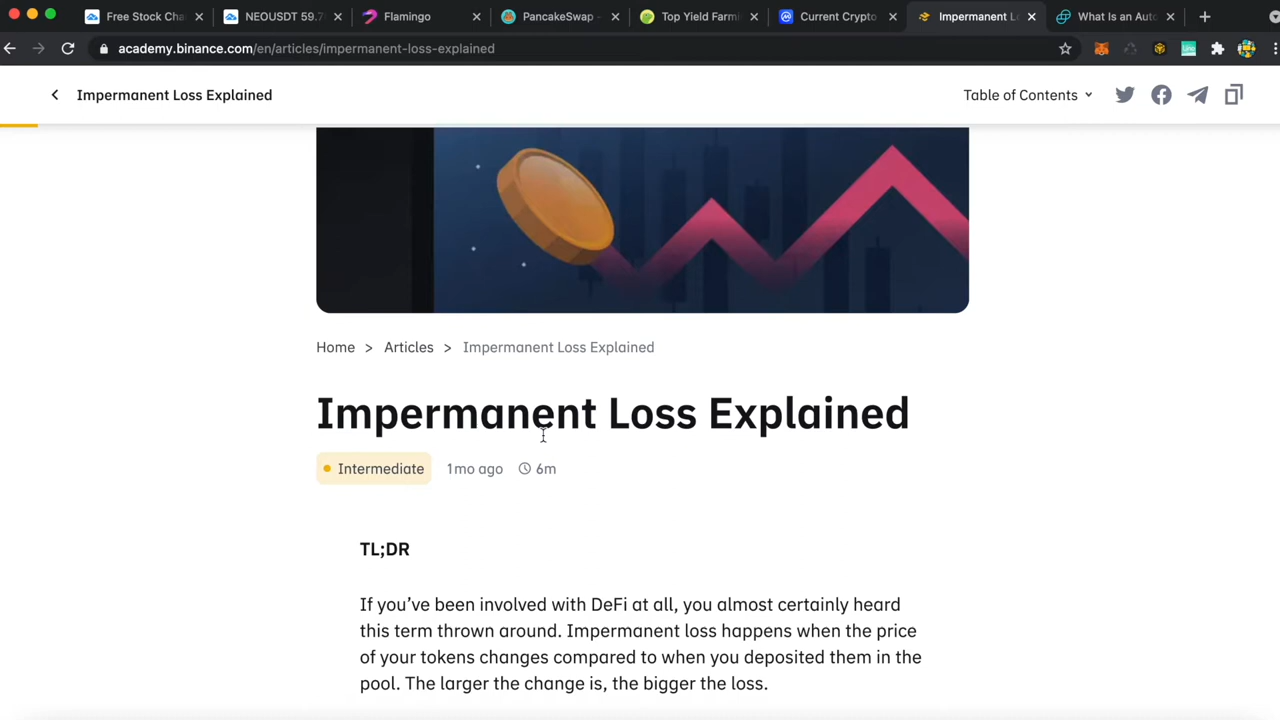 Free Stock Cha
NEOUSDT 59.7
Flamingo
PancakeSwap -
Top Yield Farmi
Current Crypto
Impermanent L
What Is an Aut
academy.binance.com/en/articles/impermanent-loss-explained
Impermanent Loss Explained
Table of Contents
Home > Articles > Impermanent Loss Explained
Impermanent Loss Explained
Intermediate 1mo ago 6m
TL;DR
If you’ve been involved with DeFi at all, you almost certainly heard
this term thrown around. Impermanent loss happens when the price
of your tokens changes compared to when you deposited them in the
pool. The larger the change is, the bigger the loss.